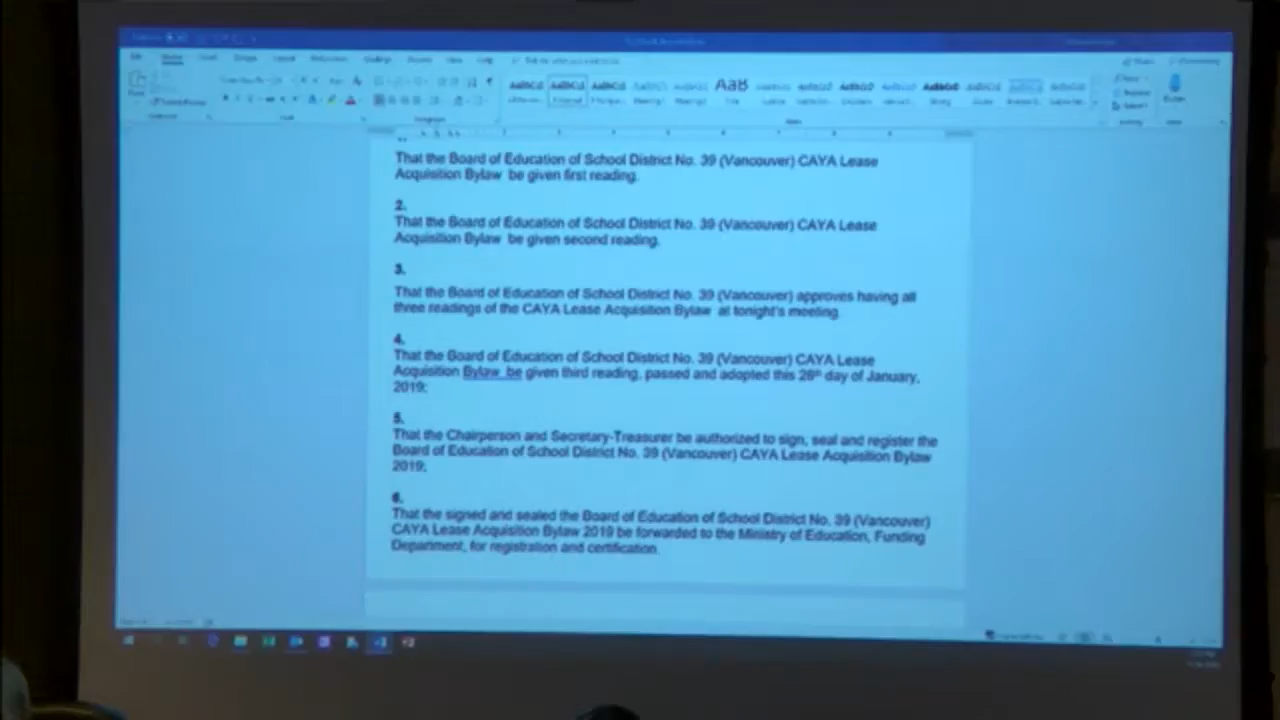 That the Board of Education of School District No. 39 (Vancouver) CAYA Lease
Acquisition Bylaw be given first reading.
2.
That the Board of Education of School District No. 39 (Vancouver) CAYA Lease
Acquisition Bylaw be given second reading.
3.
That the Board of Education of School District No. 39 (Vancouver) approves having all
three readings of the CAYA Lease Acquisition Bylaw at tonight's meeting.
4.
That the Board of Education of School District No. 39 (Vancouver) CAYA Lease
Acquisition Bylaw be given third reading, passed and adopted this 28th day of January,
2019;
5.
That the Chairperson and Secretary-Treasurer be authorized to sign, seal and register the
Board of Education of School District No. 39 (Vancouver) CAYA Lease Acquisition Bylaw
2019;
6.
That the signed and sealed the Board of Education of School District No. 39 (Vancouver)
CAYA Lease Acquisition Bylaw 2019 be forwarded to the Ministry of Education, Funding
Department, for registration and certification.